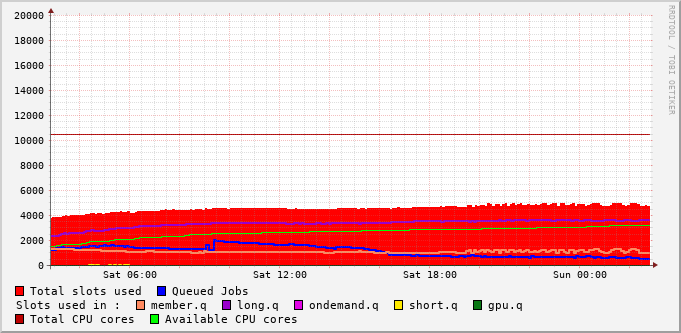 20000
18000
16000
14000
12000
10000
8000
6000
4000
2000
0
Sat 06:00 Sat 12:00 Sat 18:00 Sun 00:00
Total slots used Queued Jobs
Slots used in : member.q long.q ondemand.q short.q gpu.q
Total CPU cores Available CPU cores
RRDTOOL / TOBI OETIKER